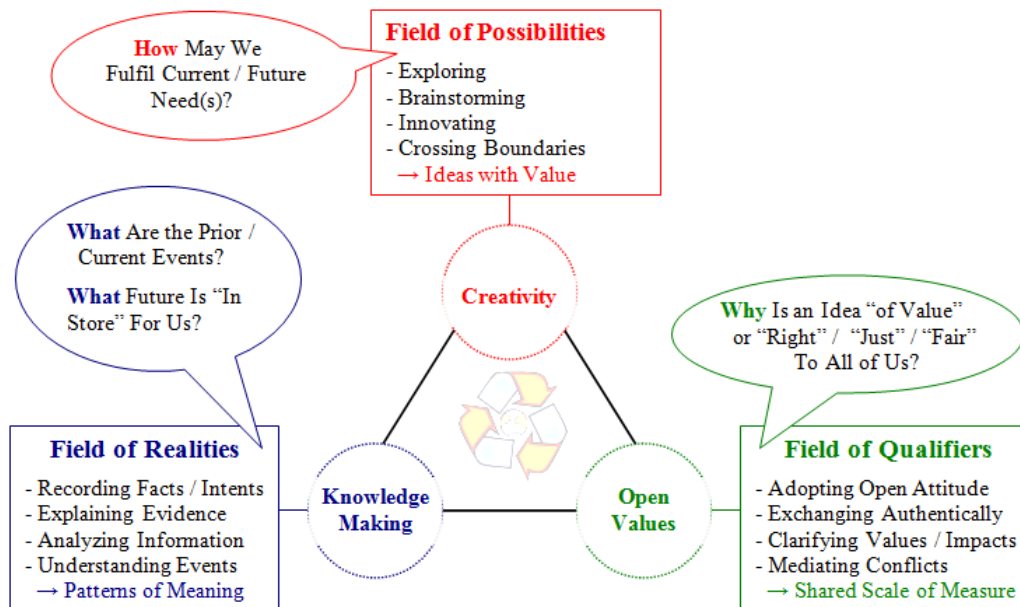 How May We
Fulfil Current / Future
Need(s)?
Field of Possibilities
- Exploring
- Brainstorming
- Innovating
- Crossing Boundaries
→ Ideas with Value
What Are the Prior /
Current Events?
What Future Is “In
Store” For Us?
Creativity
Why Is an Idea “of Value”
or “Right” / “Just” / “Fair”
To All of Us?
Field of Realities
- Recording Facts / Intents
- Explaining Evidence
- Analyzing Information
- Understanding Events
→ Patterns of Meaning
Knowledge
Making
Open
Values
Field of Qualifiers
- Adopting Open Attitude
- Exchanging Authentically
- Clarifying Values / Impacts
- Mediating Conflicts
→ Shared Scale of Measure